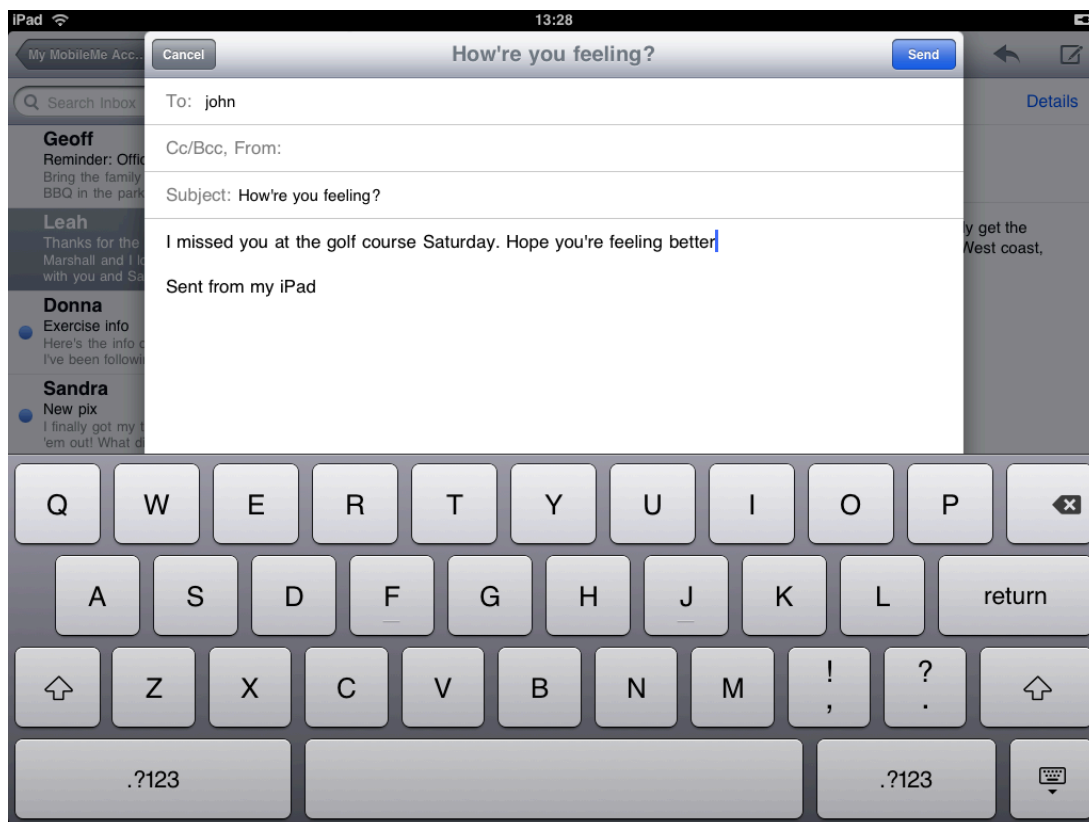 iPad 13:28
My MobileMe Acc... Cancel How're you feeling? Send
Search Inbox To: john Details
Geoff
Reminder: Offic
Bring the family
BBQ in the park
Cc/Bcc, From:
Subject: How're you feeling?
Leah
Thanks for the
Marshall and I lo
with you and Sa
I missed you at the golf course Saturday. Hope you're feeling better
Sent from my iPad
ly get the
West coast,
Donna
Exercise info
Here's the info o
I've been followi
Sandra
New pix
I finally got my t
'em out! What di
Q W E R T Y U I O P
A S D F G H J K L return
Z X C V B N M ! , ? .
.?123 .?123